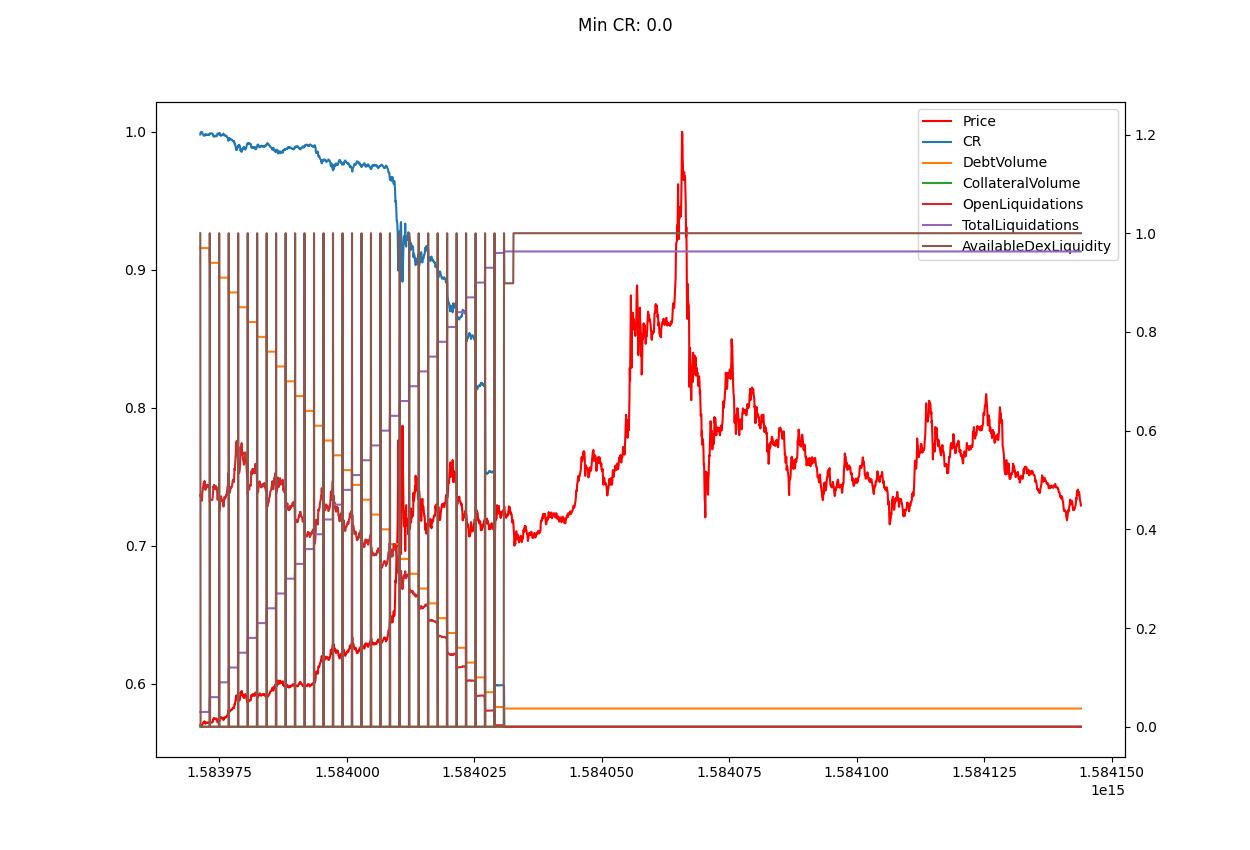 Min CR: 0.0
1.0
0.9
0.8
0.7
0.6
1.2
1.0
0.8
0.6
0.4
0.2
0.0
Price
CR
DebtVolume
CollateralVolume
OpenLiquidations
TotalLiquidations
AvailableDexLiquidity
1.583975 1.584000 1.584025 1.584050 1.584075 1.584100 1.584125 1.584150
1e15